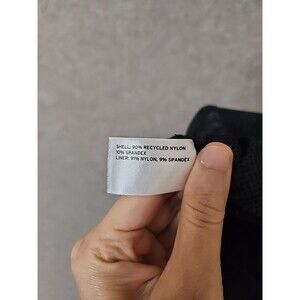 SHELL: 90% RECYCLED NYLON
10% SPANDEX
LINER: 91% NYLON, 9% SPANDEX